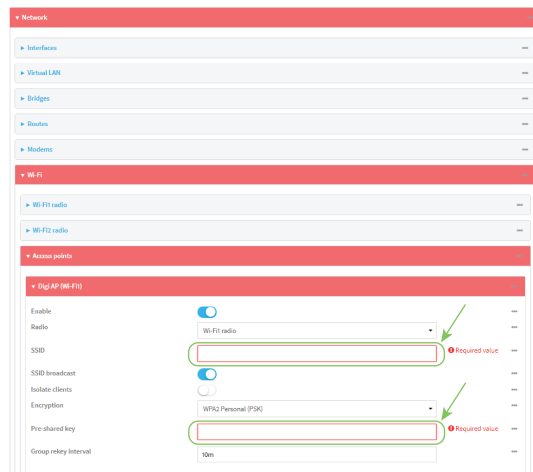 Network
Interfaces
Virtual LAN
Bridges
Routes
Modems
Wi-Fi
Wi-Fi1 radio
Wi-Fi2 radio
Access points
Digi AP (Wi-Fi1)
Enable
Radio Wi-Fi1 radio
SSID Required value
SSID broadcast
Isolate clients
Encryption WPA2 Personal (PSK)
Pre-shared key Required value
Group rekey interval 10m